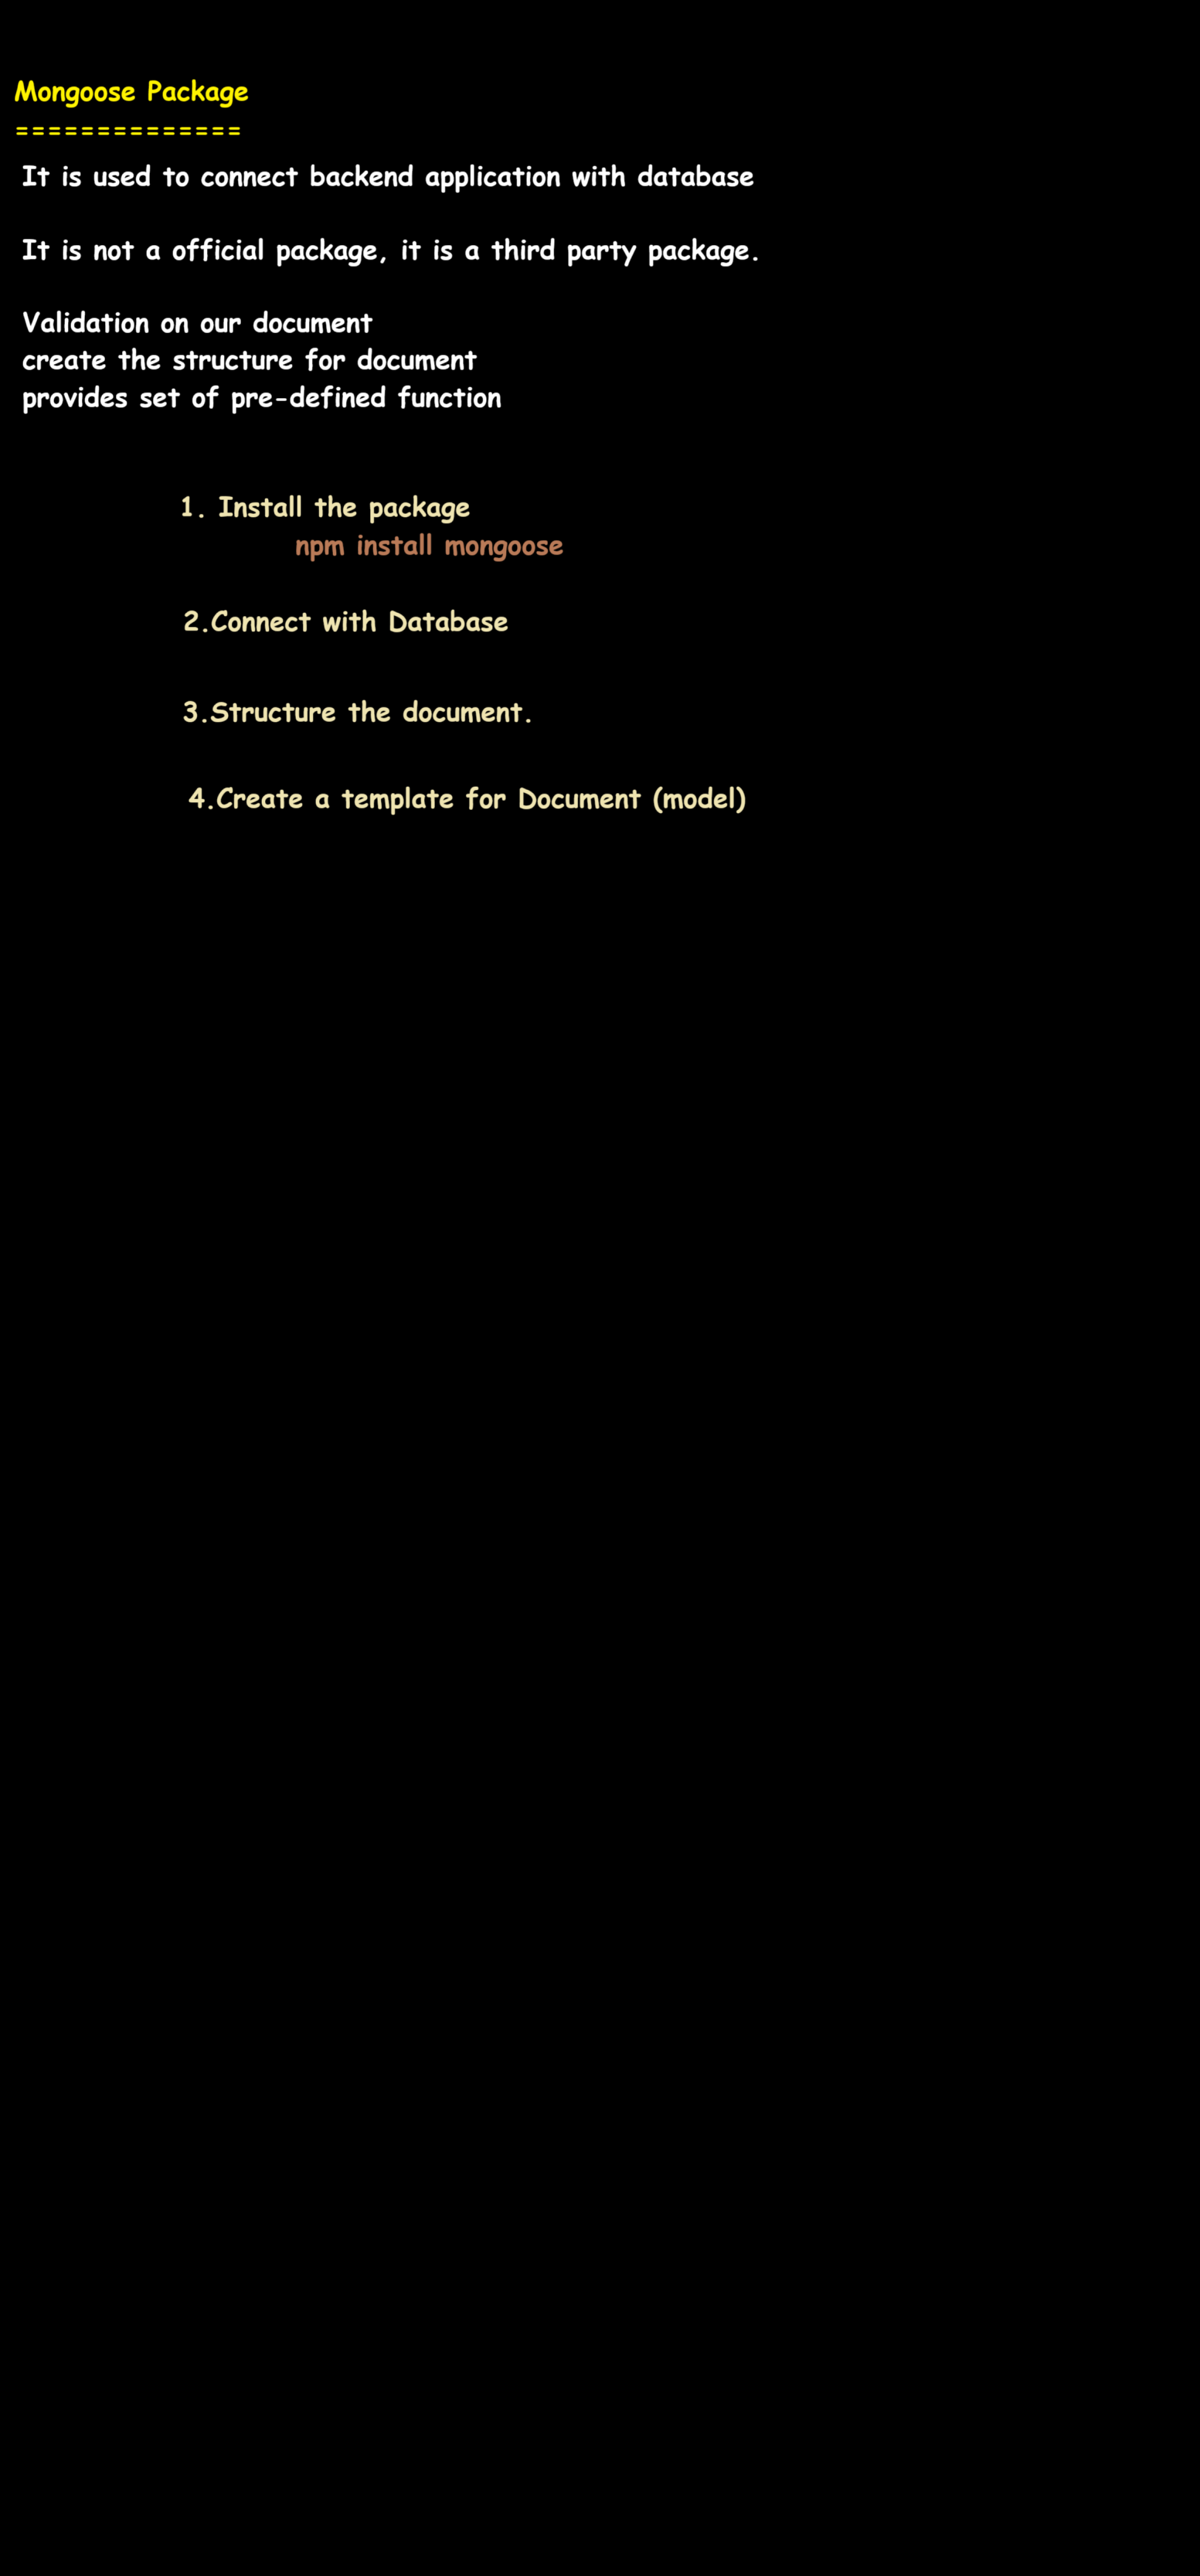 Mongoose Package
==============
It is used to connect backend application with database
It is not a official package, it is a third party package.
Validation on our document
create the structure for document
provides set of pre-defined function
1. Install the package
npm install mongoose
2.Connect with Database
3.Structure the document.
4.Create a template for Document (model)